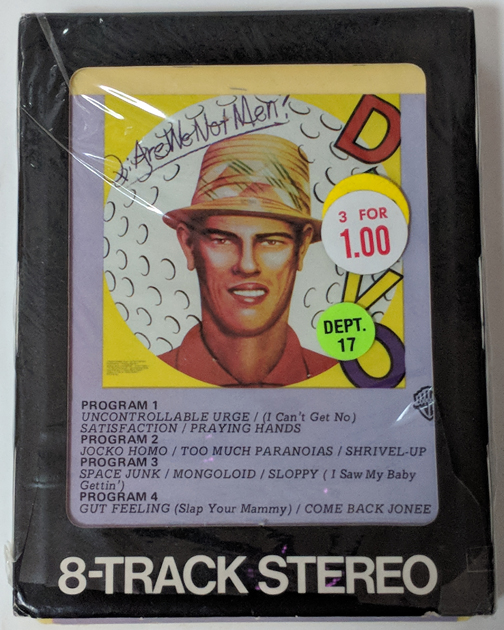 Q: Are We Not Men?
D
V
O
3 FOR
1.00
DEPT.
17
PROGRAM 1
UNCONTROLLABLE URGE / (I Can't Get No)
SATISFACTION / PRAYING HANDS
PROGRAM 2
JOCKO HOMO / TOO MUCH PARANOIAS / SHRIVEL-UP
PROGRAM 3
SPACE JUNK / MONGOLOID / SLOPPY ( I Saw My Baby
Gettin')
PROGRAM 4
GUT FEELING (Slap Your Mammy) / COME BACK JONEE
8-TRACK STEREO